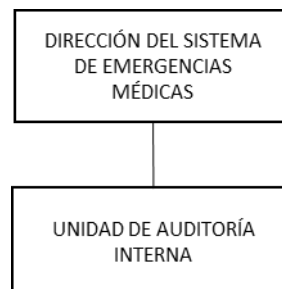 DIRECCIÓN DEL SISTEMA
DE EMERGENCIAS
MÉDICAS
UNIDAD DE AUDITORÍA
INTERNA